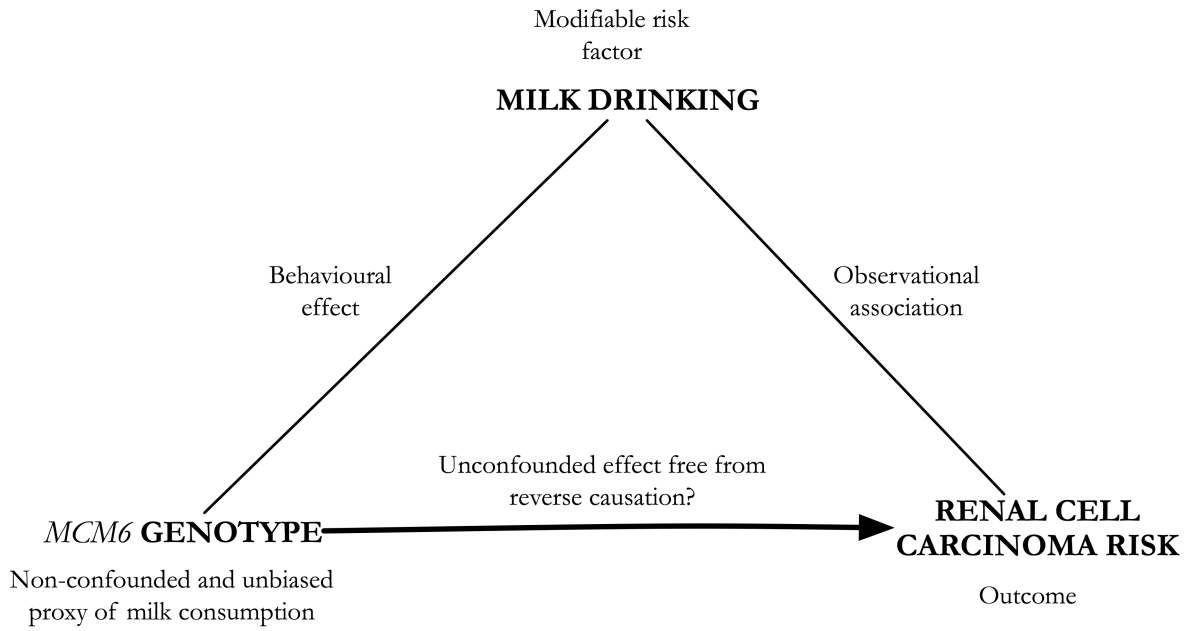 Modifiable risk
factor
MILK DRINKING
Behavioural
effect
Observational
association
Unconfounded effect free from
reverse causation?
MCM6 GENOTYPE
Non-confounded and unbiased
proxy of milk consumption
RENAL CELL
CARCINOMA RISK
Outcome